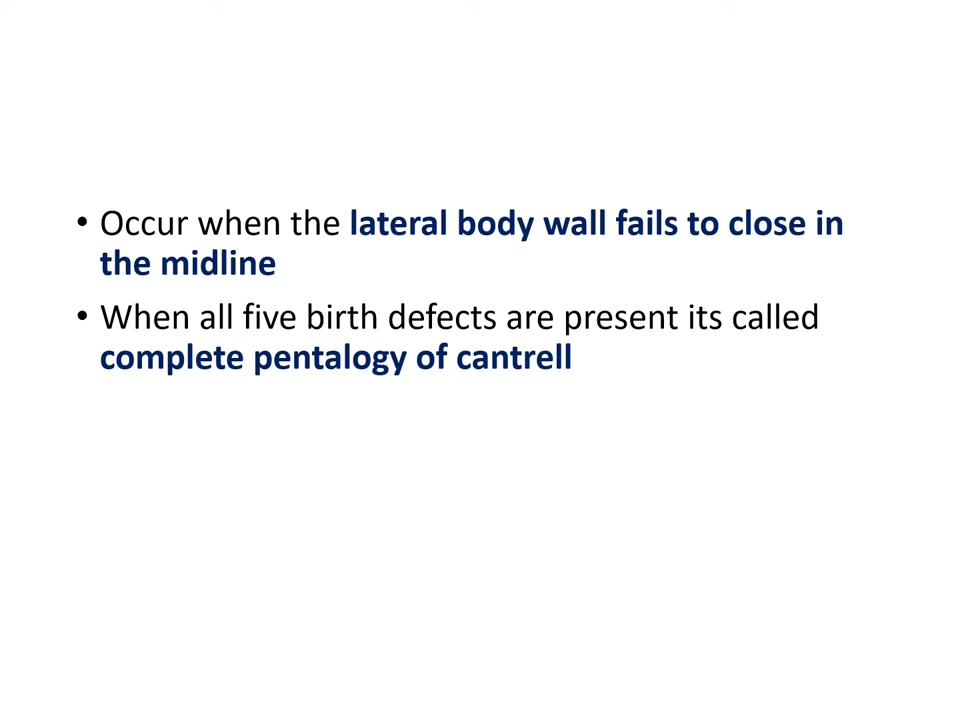 • Occur when the lateral body wall fails to close in
the midline
• When all five birth defects are present its called
complete pentalogy of cantrell